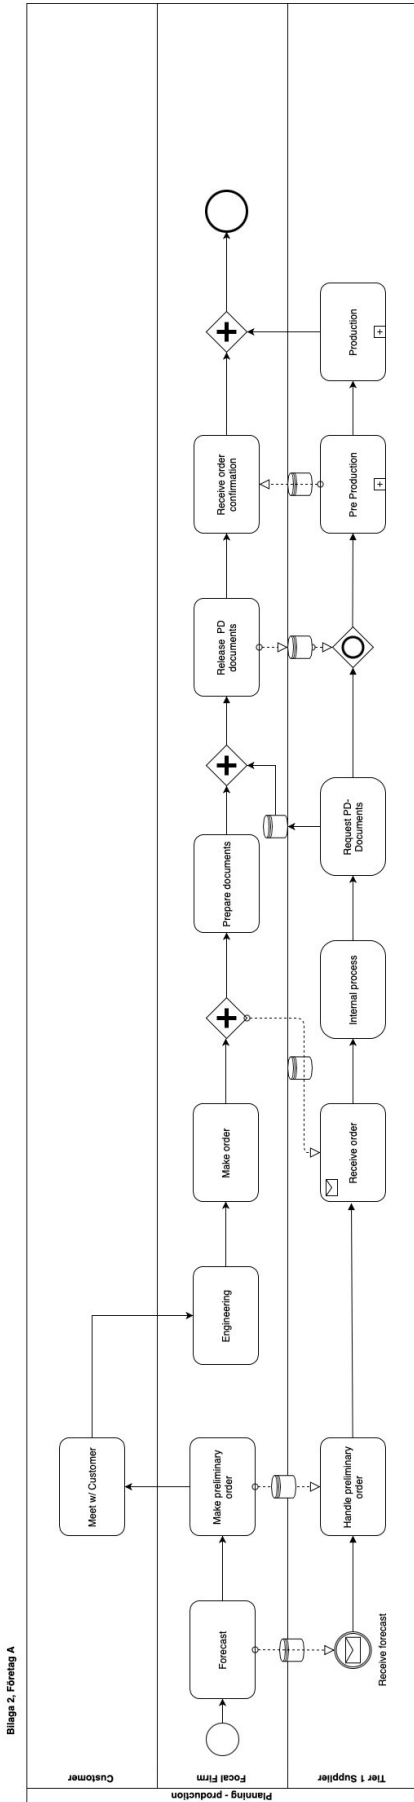 Bilaga 2, Företag A
Planning - production
Customer
Focal Firm
Tier 1 Supplier
Meet w/ Customer
Forecast
Make preliminary
order
Engineering
Make order
Prepare documents
Release PD
documents
Receive order
confirmation
Receive forecast
Handle preliminary
order
Receive order
Internal process
Request PD-
Documents
Pre Production
Production